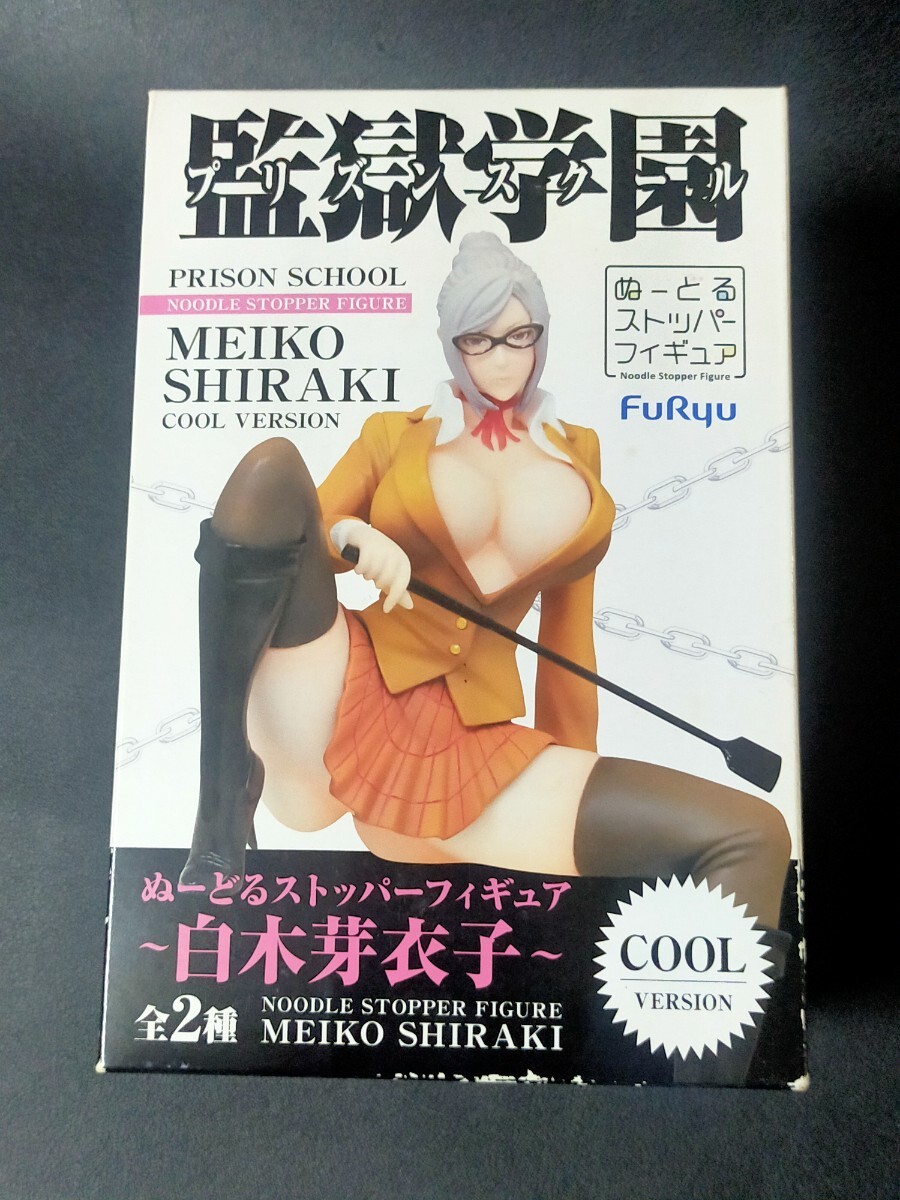 監獄学園
プリズンスクール
PRISON SCHOOL
NOODLE STOPPER FIGURE
MEIKO
SHIRAKI
COOL VERSION
ぬーどる
ストッパー
フィギュア
Noodle Stopper Figure
FuRyu
ぬーどるストッパーフィギュア
~白木芽衣子~
全2種
NOODLE STOPPER FIGURE
MEIKO SHIRAKI
COOL
VERSION